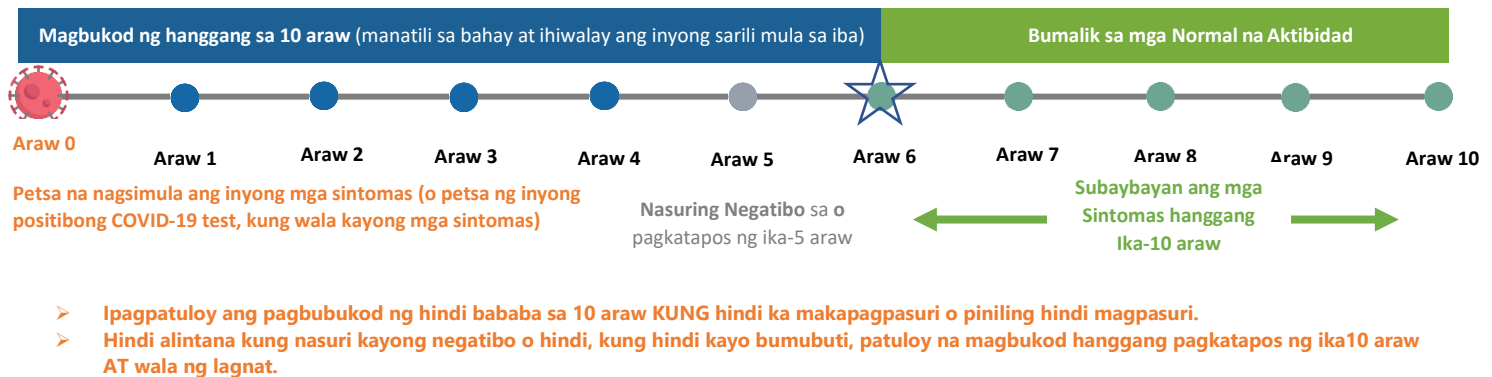 Magbukod ng hanggang sa 10 araw (manatili sa bahay at ihiwalay ang inyong sarili mula sa iba)
Bumalik sa mga Normal na Aktibidad
Araw 0
Araw 1
Araw 2
Araw 3
Araw 4
Araw 5
Araw 6
Araw 7
Araw 8
Araw 9
Araw 10
Petsa na nagsimula ang inyong mga sintomas (o petsa ng inyong
positibong COVID-19 test, kung wala kayong mga sintomas)
Nasuring Negatibo sa o
pagkatapos ng ika-5 araw
Subaybayan ang mga
Sintomas hanggang
Ika-10 araw
➢ Ipagpatuloy ang pagbubukod ng hindi bababa sa 10 araw KUNG hindi ka makapagpasuri o piniling hindi magpasuri.
➢ Hindi alintana kung nasuri kayong negatibo o hindi, kung hindi kayo bumubuti, patuloy na magbukod hanggang pagkatapos ng ika10 araw
AT wala ng lagnat.